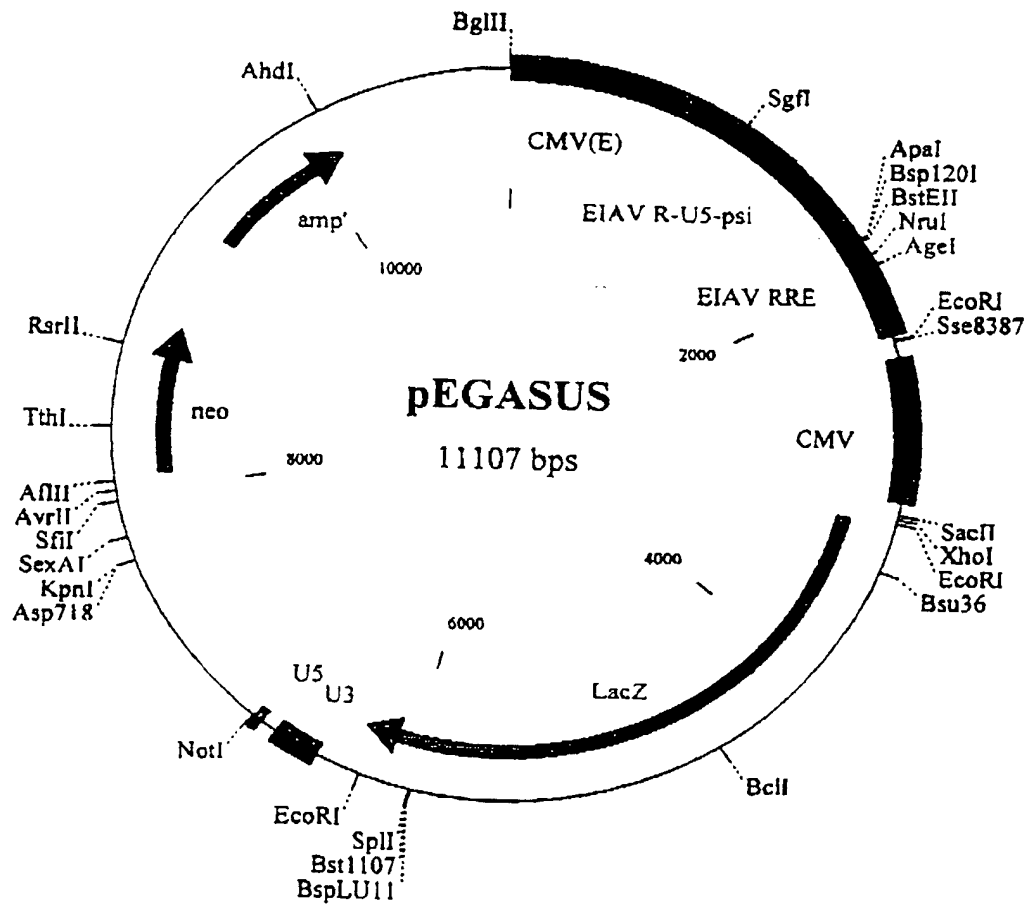 BglII
AhdI
SgfI
CMV(E)
ApaI
Bsp120I
BstEII
NruI
AgeI
amp'
EIAV R-U5-psi
10000
EIAV RRE
EcoRI
Sse8387
RsrII
2000
pEGASUS
neo
TthI
CMV
11107 bps
8000
AflII
AvrII
SfiI
SexAI
KpnI
Asp718
SacII
XhoI
EcoRI
Bsu36
4000
6000
U5
U3
LacZ
NotI
BclI
EcoRI
SplI
Bst1107
BspLU11